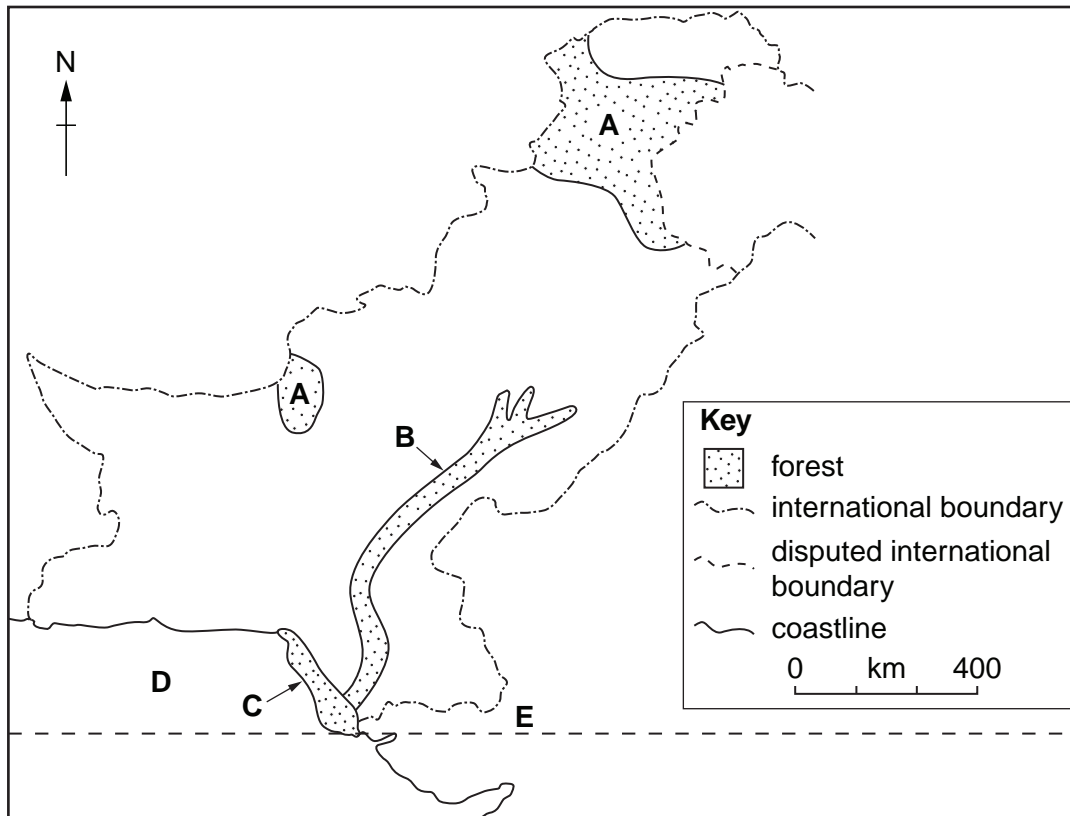 N
A
A
B
C
D
E
Key
forest
international boundary
disputed international
boundary
coastline
0 km 400